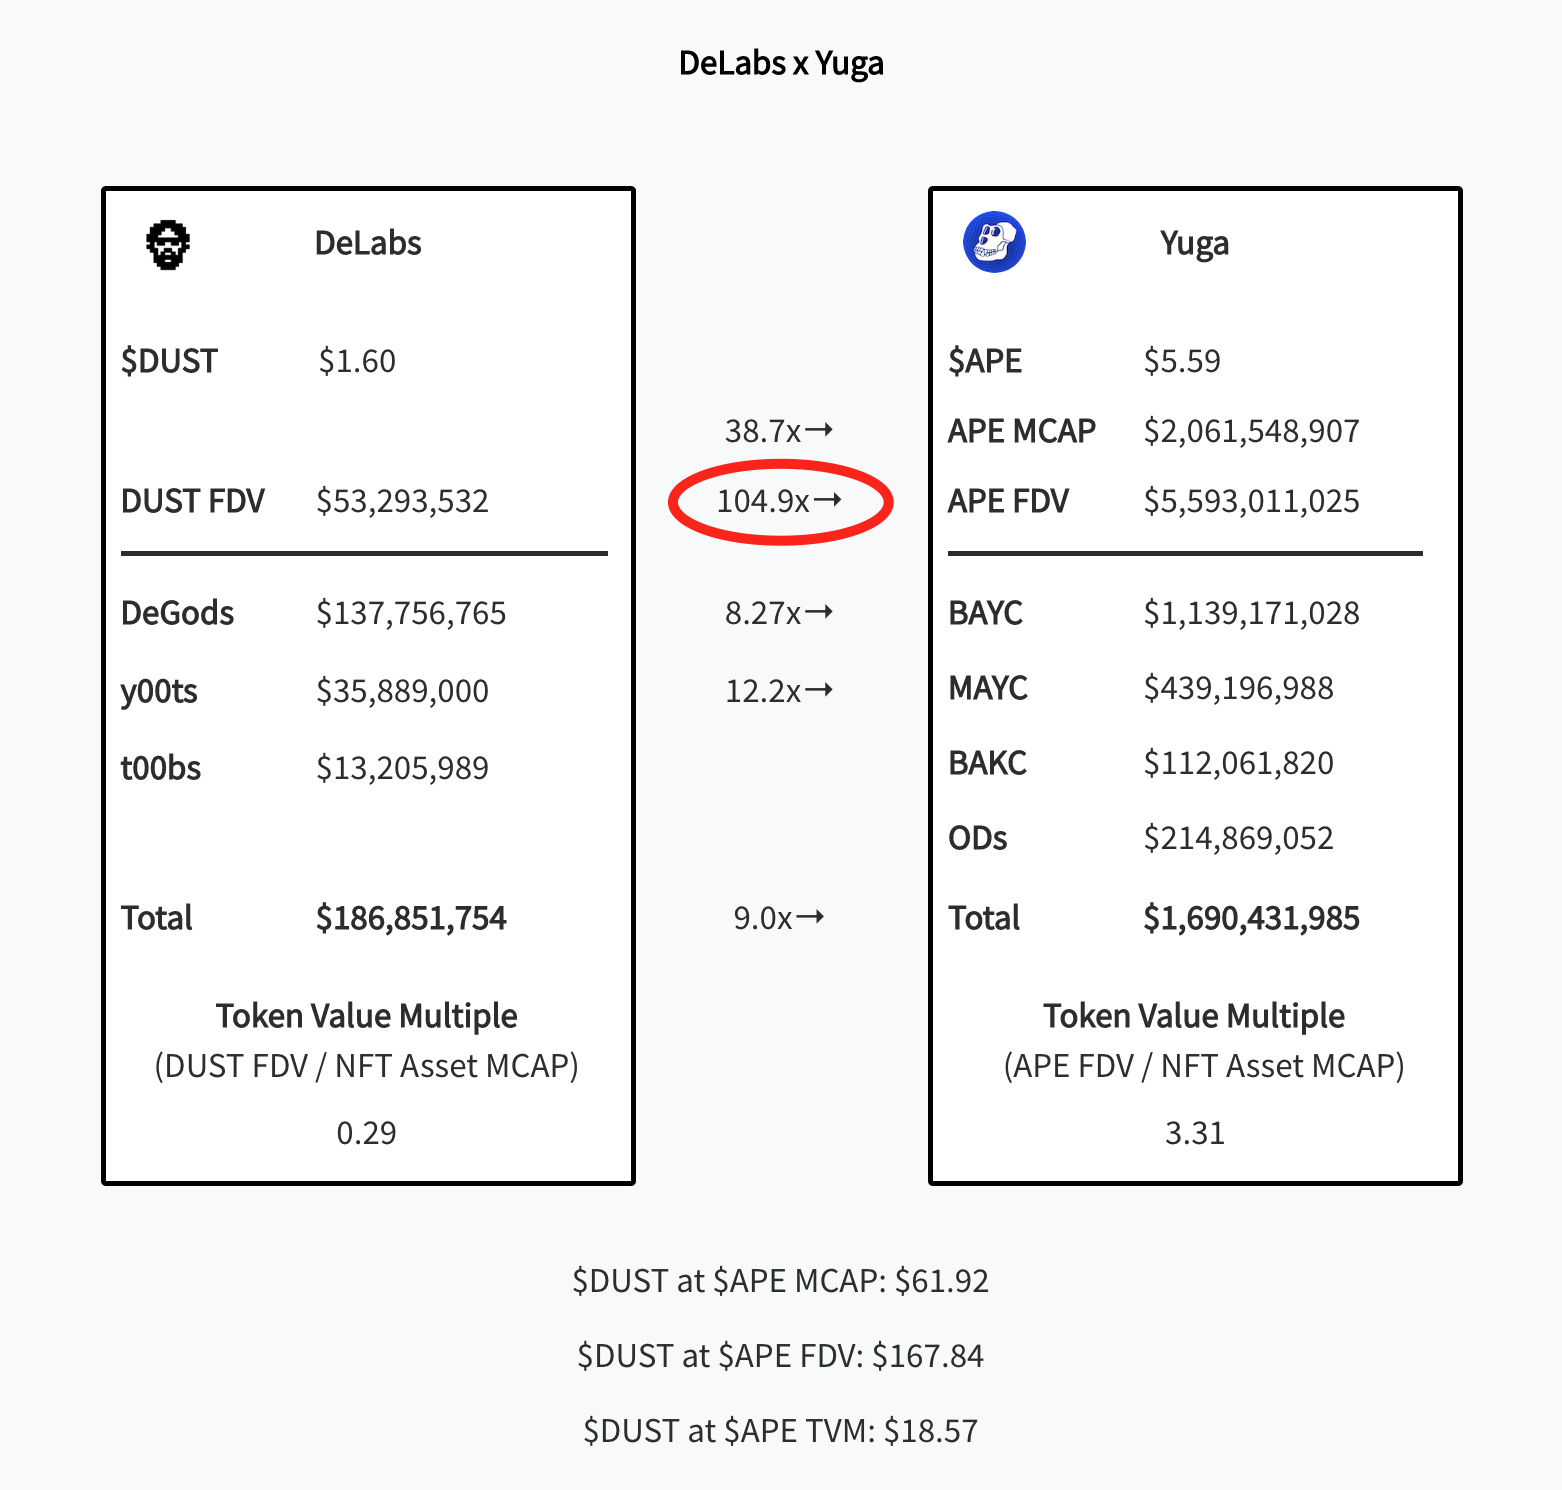 DeLabs x Yuga
DeLabs
$DUST $1.60
DUST FDV $53,293,532
DeGods $137,756,765
y00ts $35,889,000
t00bs $13,205,989
Total $186,851,754
Token Value Multiple
(DUST FDV / NFT Asset MCAP)
0.29
38.7x→
104.9x→
8.27x→
12.2x→
9.0x→
Yuga
$APE $5.59
APE MCAP $2,061,548,907
APE FDV $5,593,011,025
BAYC $1,139,171,028
MAYC $439,196,988
BAKC $112,061,820
ODs $214,869,052
Total $1,690,431,985
Token Value Multiple
(APE FDV / NFT Asset MCAP)
3.31
$DUST at $APE MCAP: $61.92
$DUST at $APE FDV: $167.84
$DUST at $APE TVM: $18.57